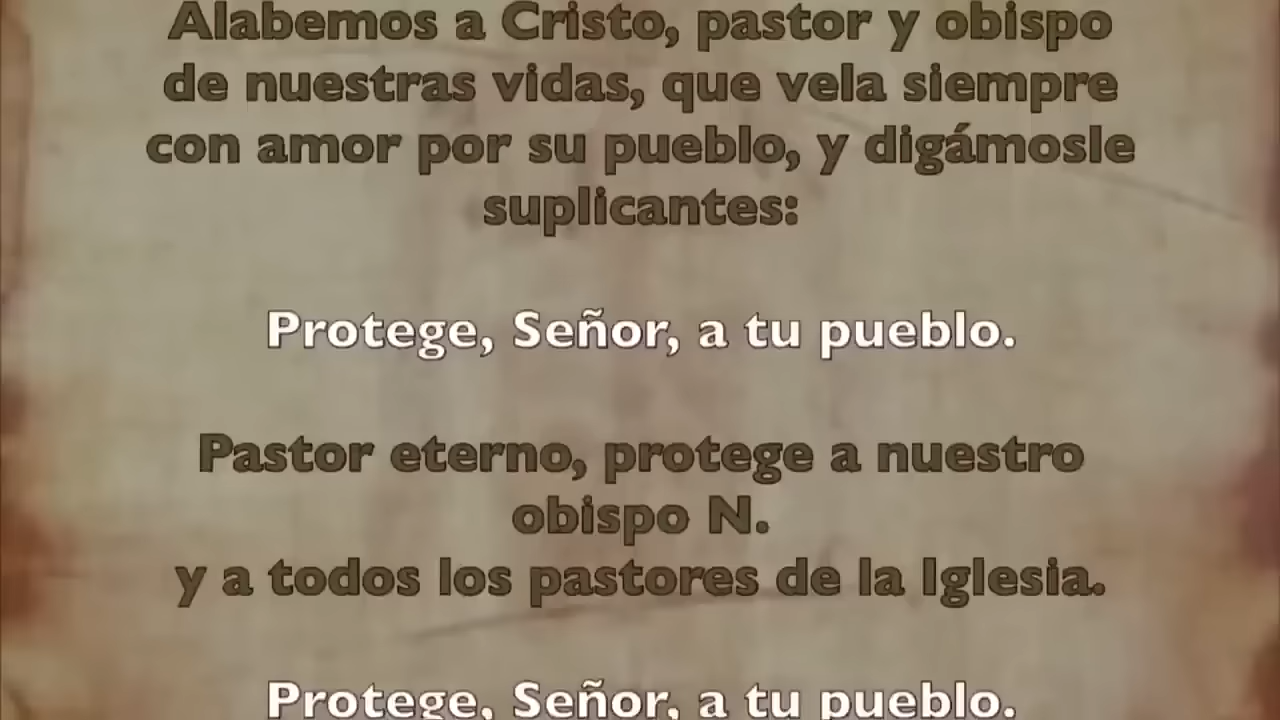 Alabemos a Cristo, pastor y obispo
de nuestras vidas, que vela siempre
con amor por su pueblo, y digámosle
suplicantes:
Protege, Señor, a tu pueblo.
Pastor eterno, protege a nuestro
obispo N.
y a todos los pastores de la Iglesia.
Protege, Señor, a tu pueblo.